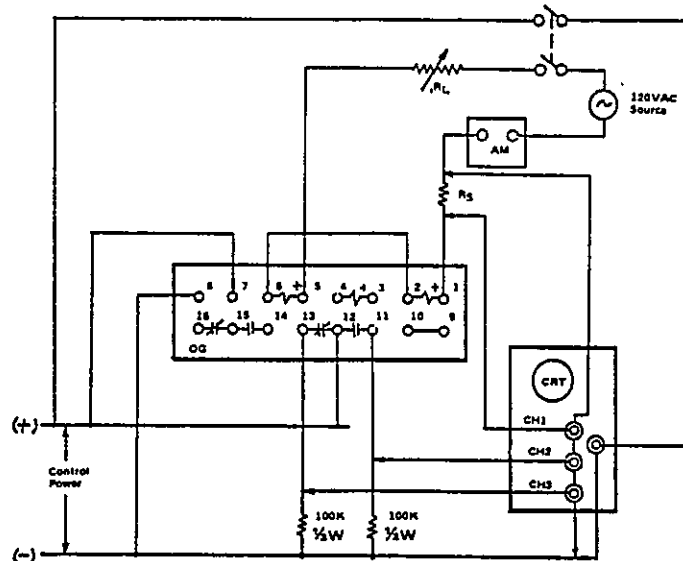 RL
120VAC
Source
AM
RS
8 7 6 + 5 4 3 2 + 1
16 15 14 13 12 11 10 9
OG
CRT
CH1
CH2
CH3
(+)
Control
Power
100K 100K
½W ½W
(−)